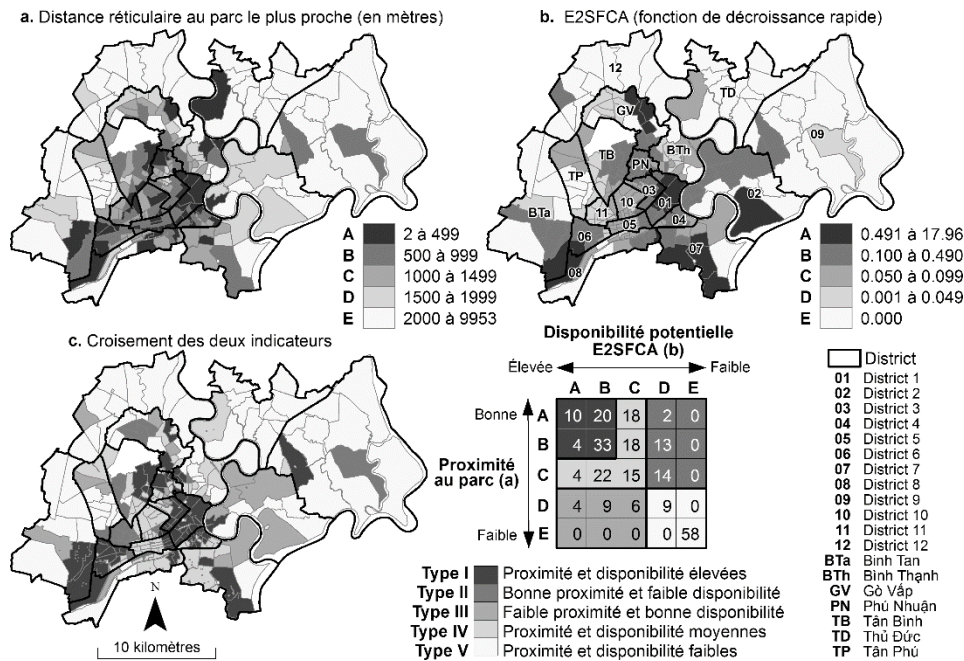 a. Distance réticulaire au parc le plus proche (en mètres)
A 2 à 499
B 500 à 999
C 1000 à 1499
D 1500 à 1999
E 2000 à 9953
b. E2SFCA (fonction de décroissance rapide)
12
TD
GV
09
BTh
TB
PN
TP
03
02
10
01
BTa
11
04
05
06
07
08
A 0.491 à 17.96
B 0.100 à 0.490
C 0.050 à 0.099
D 0.001 à 0.049
E 0.000
c. Croisement des deux indicateurs
N
10 kilomètres
Disponibilité potentielle
E2SFCA (b)
Élevée Faible
A B C D E
Bonne
Proximité
au parc (a)
Faible
A 10 20 18 2 0
B 4 33 18 13 0
C 4 22 15 14 0
D 4 9 6 9 0
E 0 0 0 0 58
Type I Proximité et disponibilité élevées
Type II Bonne proximité et faible disponibilité
Type III Faible proximité et bonne disponibilité
Type IV Proximité et disponibilité moyennes
Type V Proximité et disponibilité faibles
District
01 District 1
02 District 2
03 District 3
04 District 4
05 District 5
06 District 6
07 District 7
08 District 8
09 District 9
10 District 10
11 District 11
12 District 12
BTa Bình Tan
BTh Bình Thạnh
GV Gò Vấp
PN Phú Nhuận
TB Tân Bình
TD Thủ Đức
TP Tân Phú